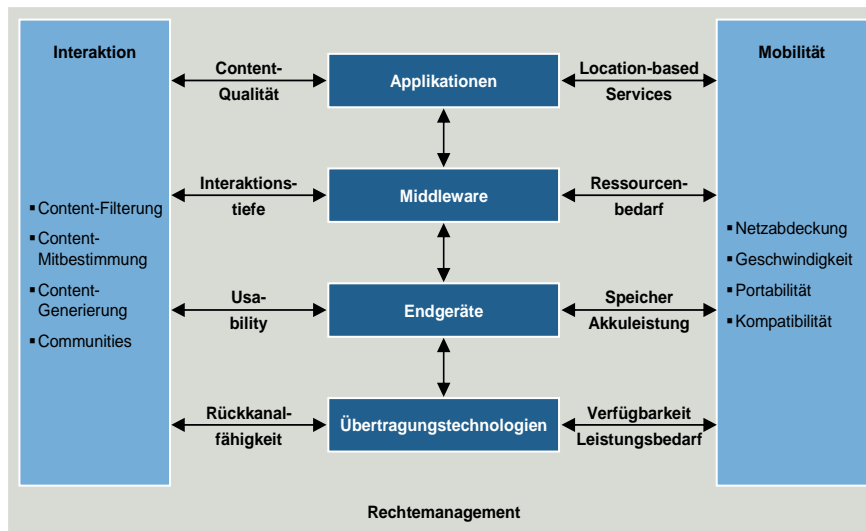 Interaktion
Content-Filterung
Content-
Mitbestimmung
Content-
Generierung
Communities
Content-
Qualität
Interaktions-
tiefe
Usa-
bility
Rückkanal-
fähigkeit
Applikationen
Middleware
Endgeräte
Übertragungstechnologien
Location-based
Services
Ressourcen-
bedarf
Speicher
Akkuleistung
Verfügbarkeit
Leistungsbedarf
Mobilität
Netzabdeckung
Geschwindigkeit
Portabilität
Kompatibilität
Rechtemanagement